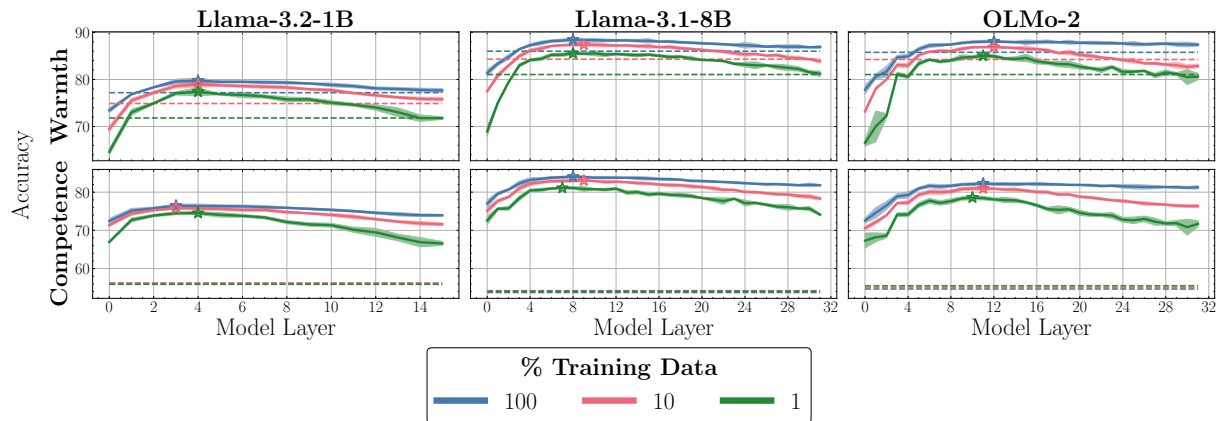 Llama-3.2-1B Llama-3.1-8B OLMo-2
Accuracy
Warmth
90
80
70
Competence
80
70
60
0 2 4 6 8 10 12 14
0 4 8 12 16 20 24 28 32
0 4 8 12 16 20 24 28 32
Model Layer Model Layer Model Layer
% Training Data
100 10 1